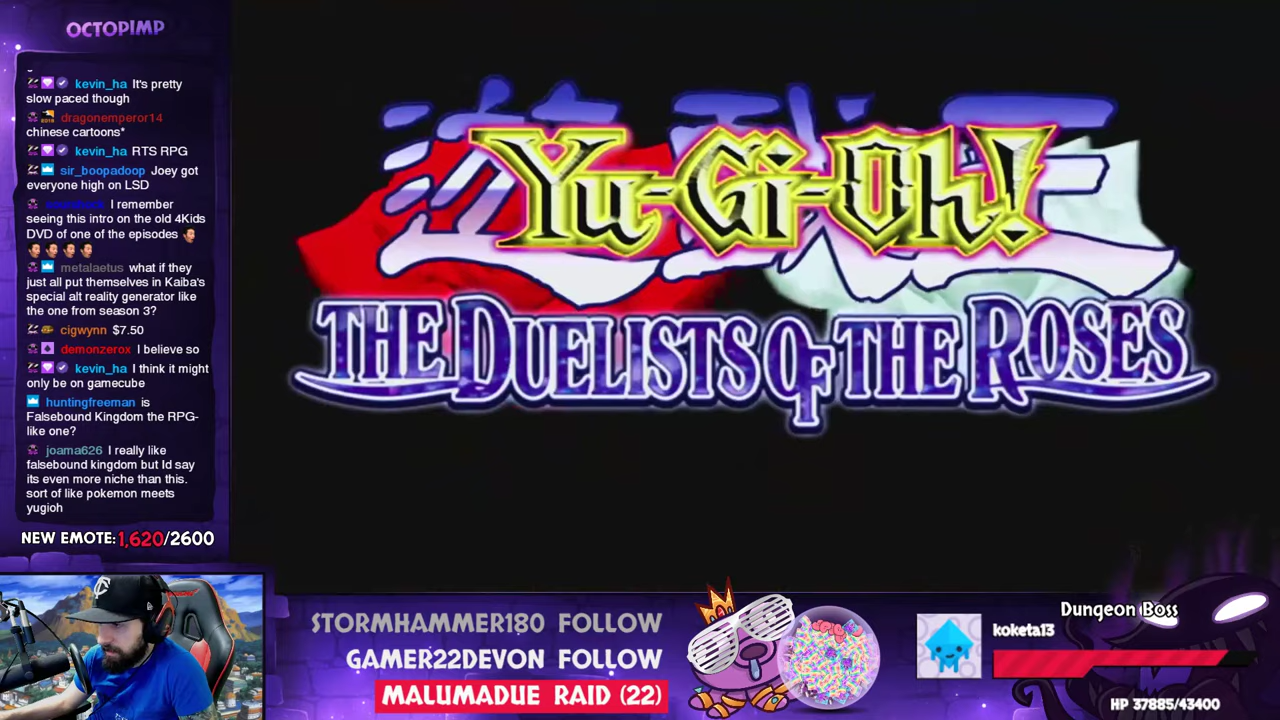 OCTOPIMP
kevin_ha It's pretty
slow paced though
dragonemperor14
chinese cartoons*
kevin_ha RTS RPG
sir_boopadoop Joey got
everyone high on LSD
I remember
seeing this intro on the old 4Kids
DVD of one of the episodes
metalaetus what if they
just all put themselves in Kaiba's
special alt reality generator like
the one from season 3?
cigwynn $7.50
demonzerox I believe so
kevin_ha I think it might
only be on gamecube
huntingfreeman is
Falsebound Kingdom the RPG-
like one?
joama626 I really like
falsebound kingdom but Id say
its even more niche than this.
sort of like pokemon meets
yugioh
NEW EMOTE: 1,620/2600
遊戯王
Yu-Gi-Oh!
THE DUELISTS OF THE ROSES
STORMHAMMER180 FOLLOW
GAMER22DEVON FOLLOW
MALUMADUE RAID (22)
Dungeon Boss
koketa13
HP 37885/43400